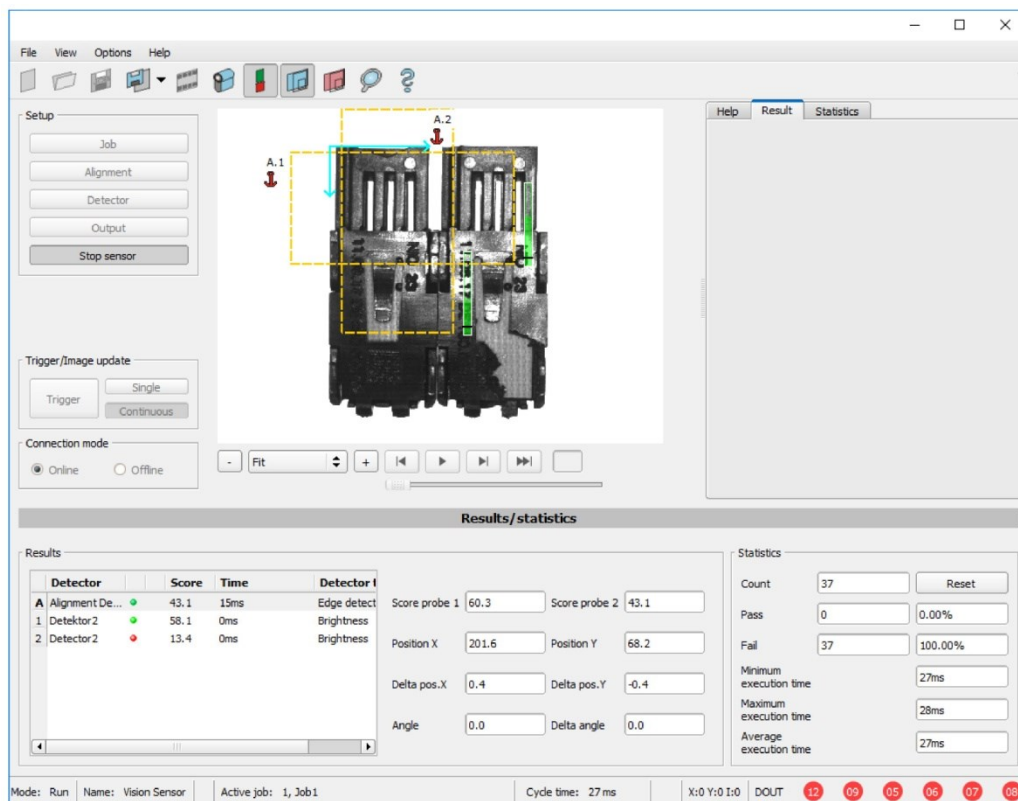 File View Options Help
Setup
Job
Alignment
Detector
Output
Stop sensor
Trigger/Image update
Trigger
Single
Continuous
Connection mode
Online Offline
A.1
A.2
- Fit +
Help Result Statistics
Results/statistics
Results
Detector Score Time Detector t
A Alignment De... 43.1 15ms Edge detect
1 Detektor2 58.1 0ms Brightness
2 Detector2 13.4 0ms Brightness
Score probe 1 60.3 Score probe 2 43.1
Position X 201.6 Position Y 68.2
Delta pos.X 0.4 Delta pos.Y -0.4
Angle 0.0 Delta angle 0.0
Statistics
Count 37 Reset
Pass 0 0.00%
Fail 37 100.00%
Minimum
execution time 27ms
Maximum
execution time 28ms
Average
execution time 27ms
Mode: Run Name: Vision Sensor Active job: 1, Job1 Cycle time: 27 ms X:0 Y:0 I:0 DOUT 12 09 05 06 07 08